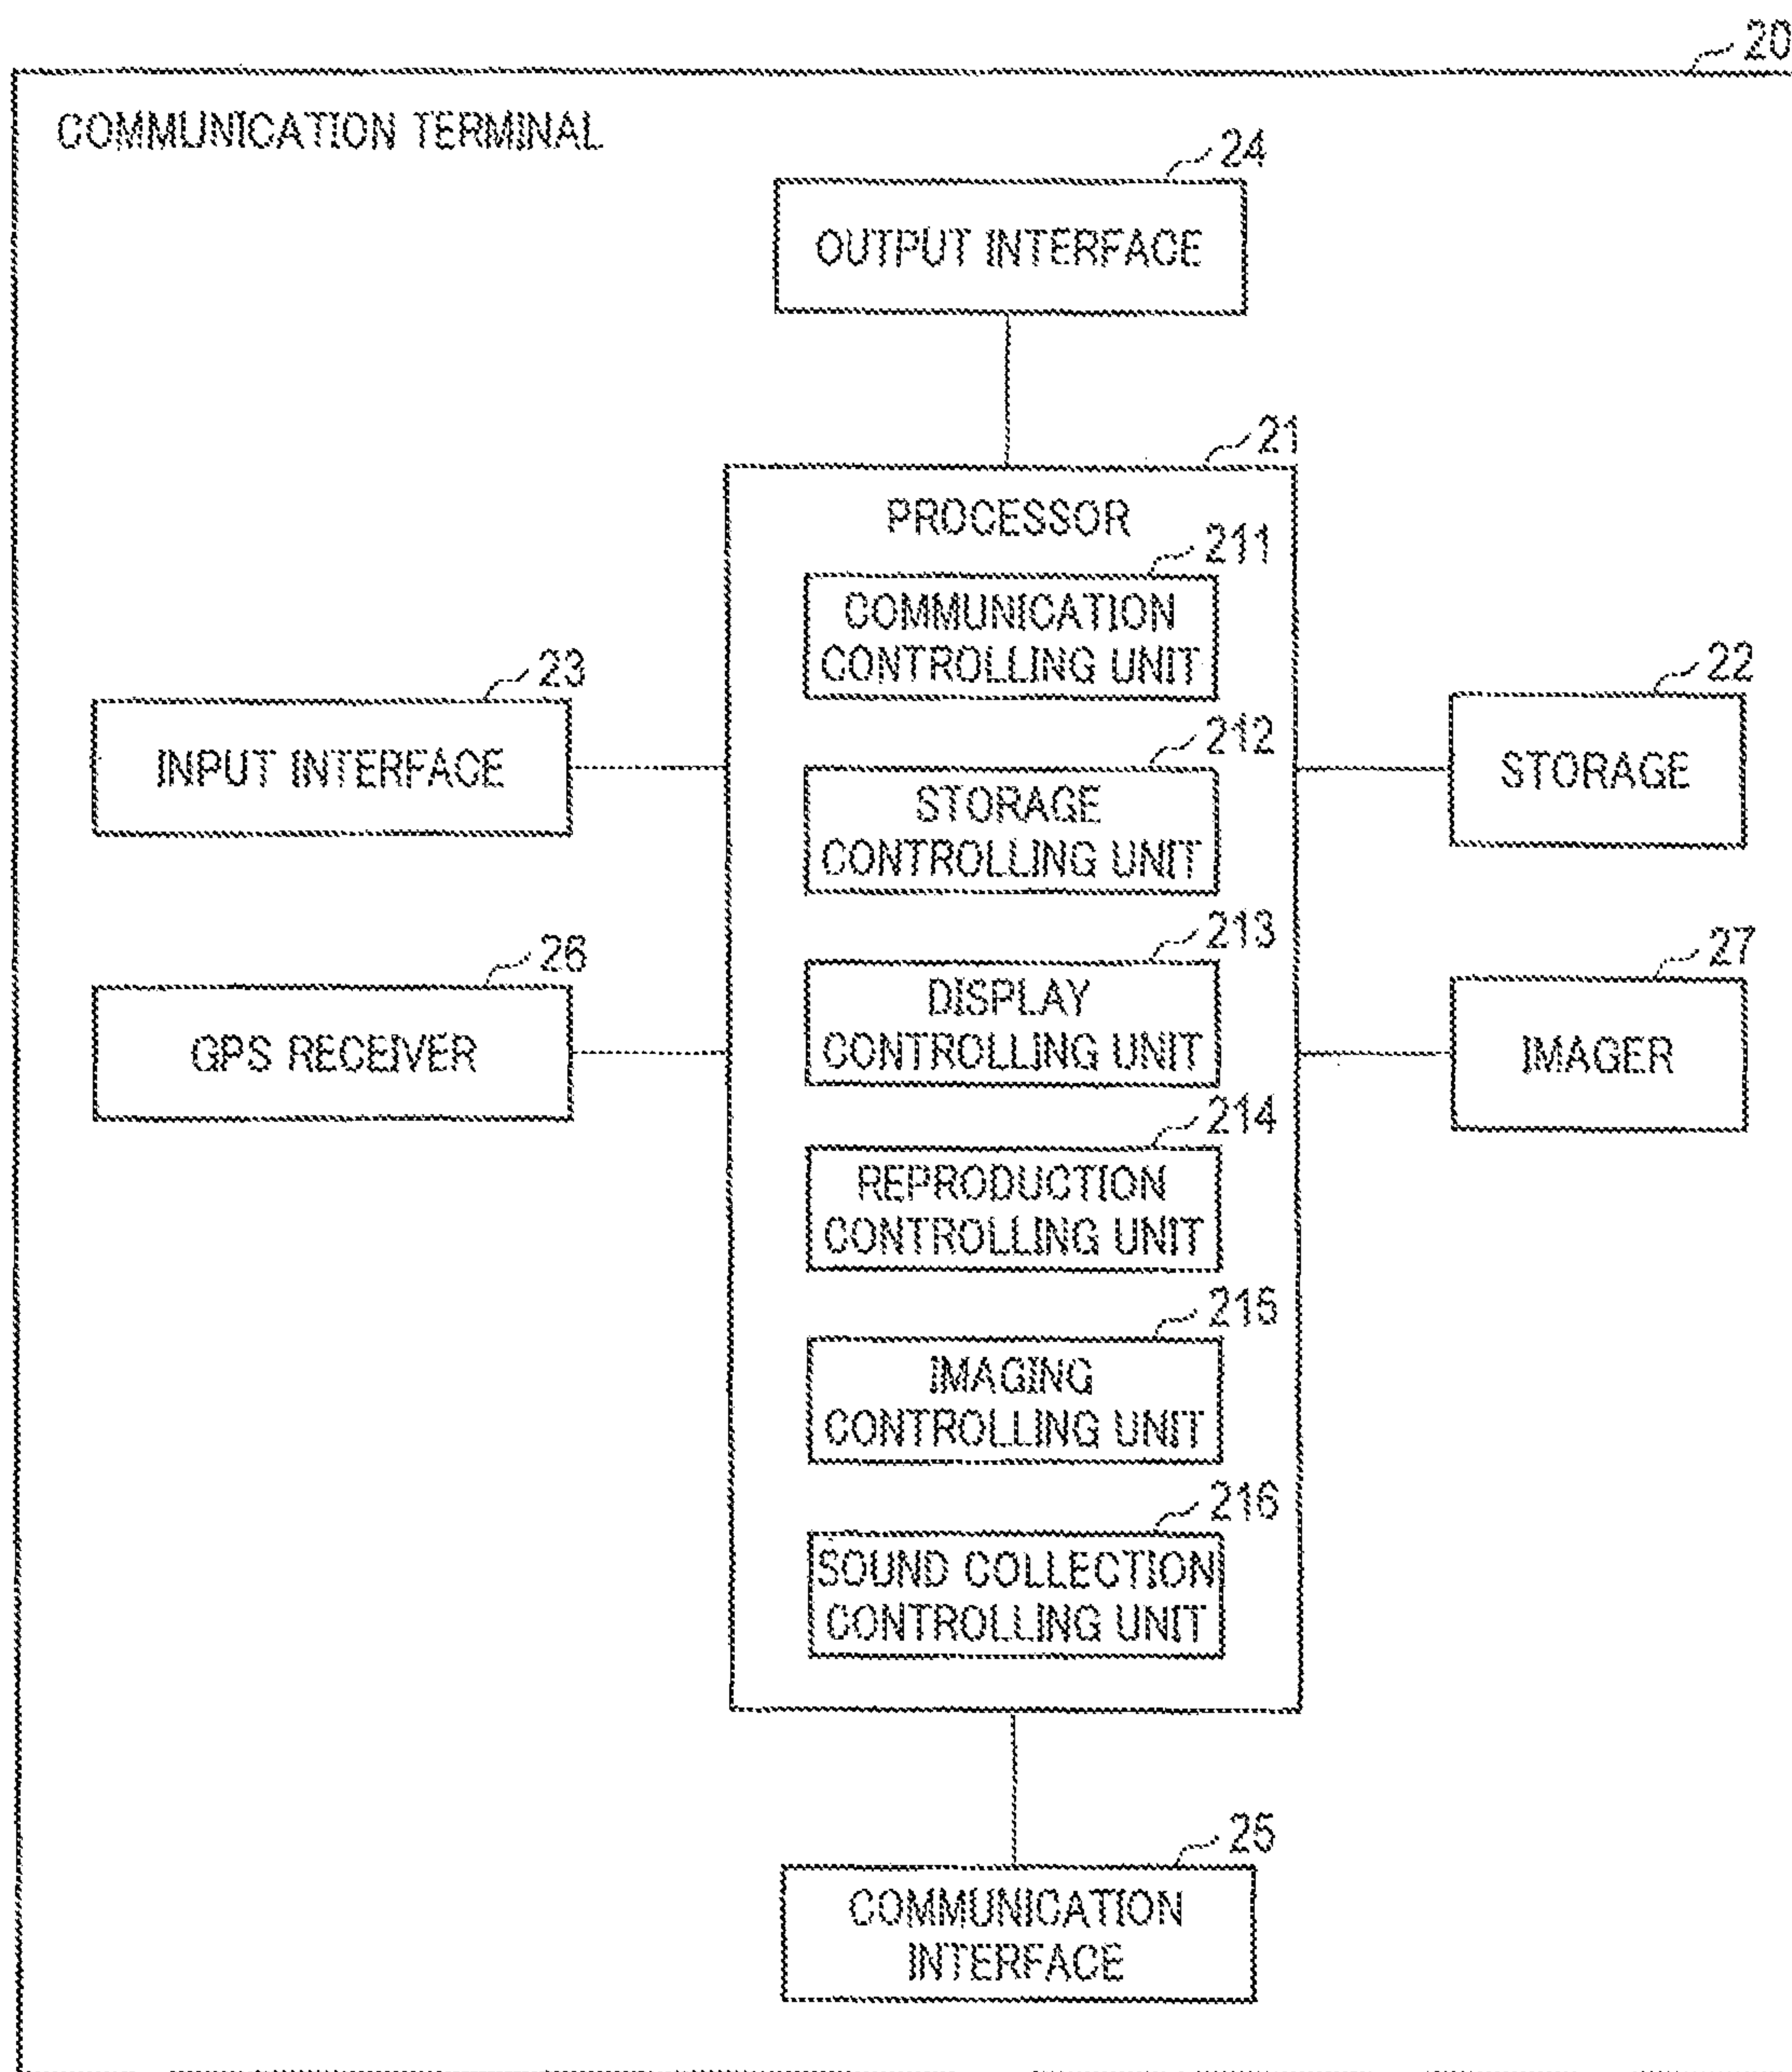 20
COMMUNICATION TERMINAL
24
OUTPUT INTERFACE
21
PROCESSOR
211
COMMUNICATION
CONTROLLING UNIT
23
INPUT INTERFACE
22
STORAGE
212
STORAGE
CONTROLLING UNIT
213
DISPLAY
CONTROLLING UNIT
26
GPS RECEIVER
27
IMAGER
214
REPRODUCTION
CONTROLLING UNIT
215
IMAGING
CONTROLLING UNIT
216
SOUND COLLECTION
CONTROLLING UNIT
25
COMMUNICATION
INTERFACE